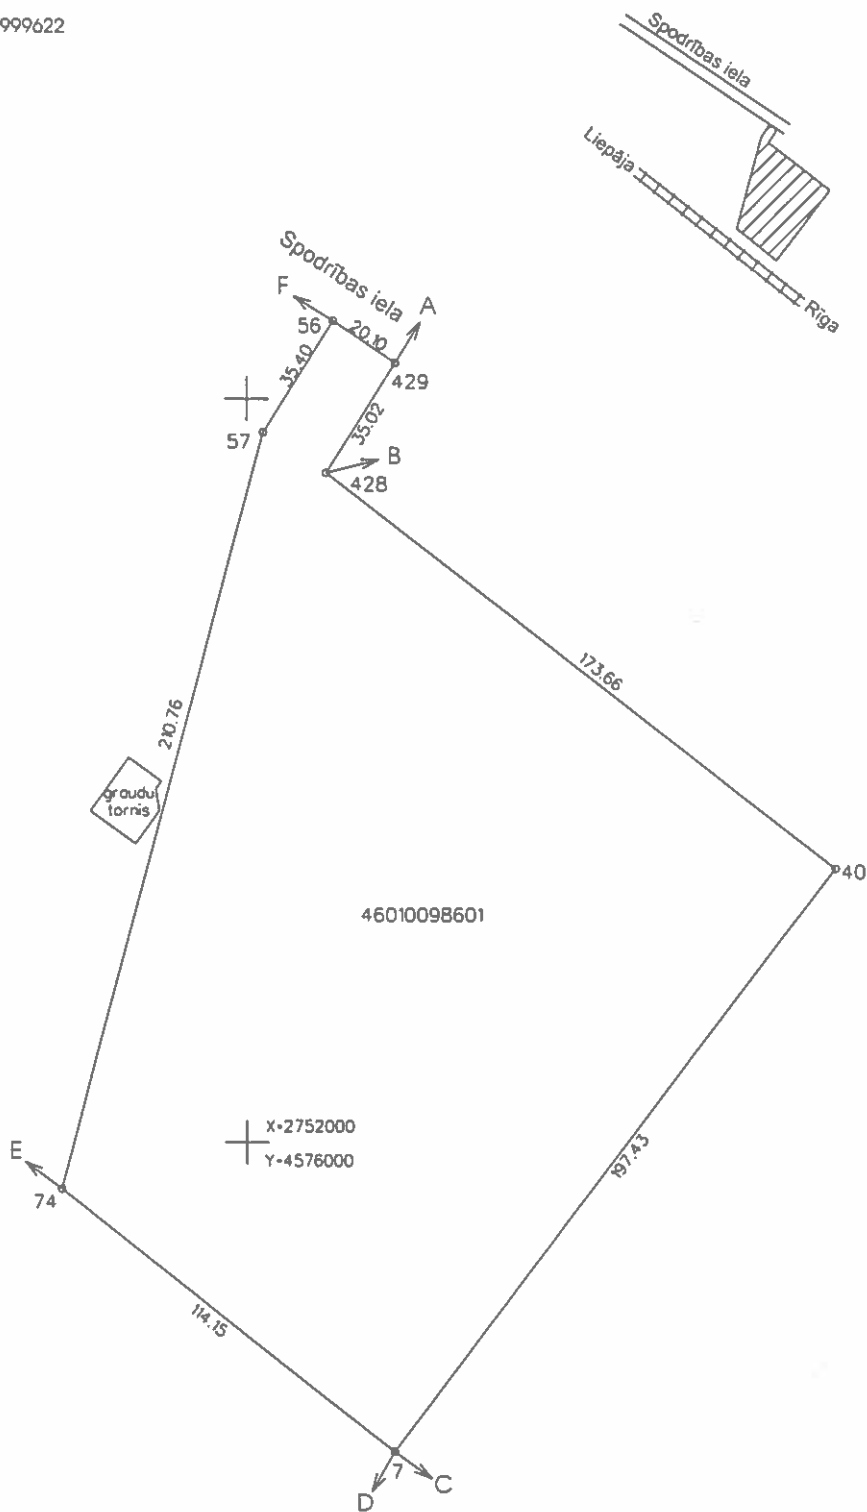 999622
Spodrības iela
Liepāja
Rīga
Spodrības iela
F
A
56
20.10
35.40
429
35.02
57
B
428
173.66
210.76
graudu
tornis
40
46010098601
X=2752000
Y=4576000
E
74
197.43
114.15
7
C
D